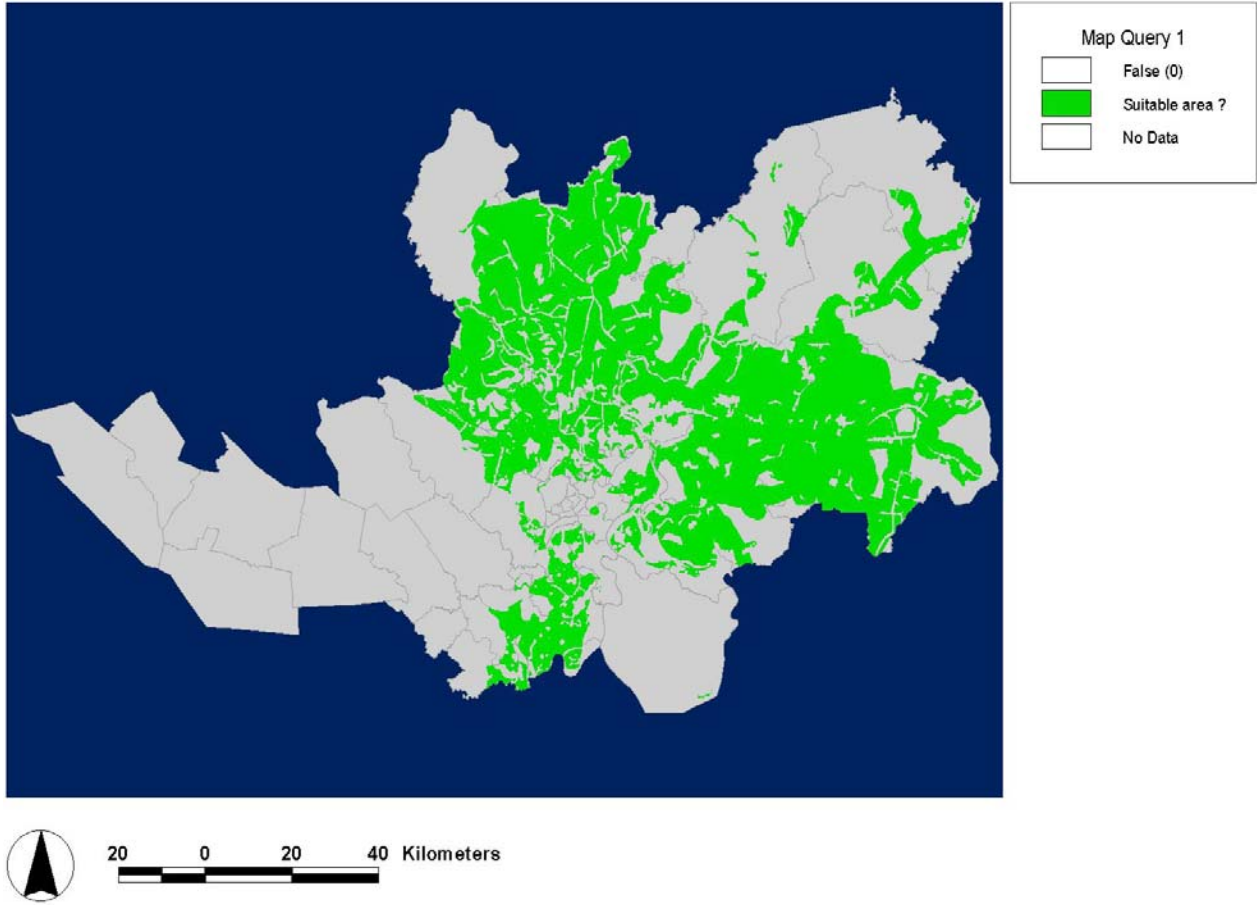 Map Query 1
False (0)
Suitable area ?
No Data
20 0 20 40 Kilometers